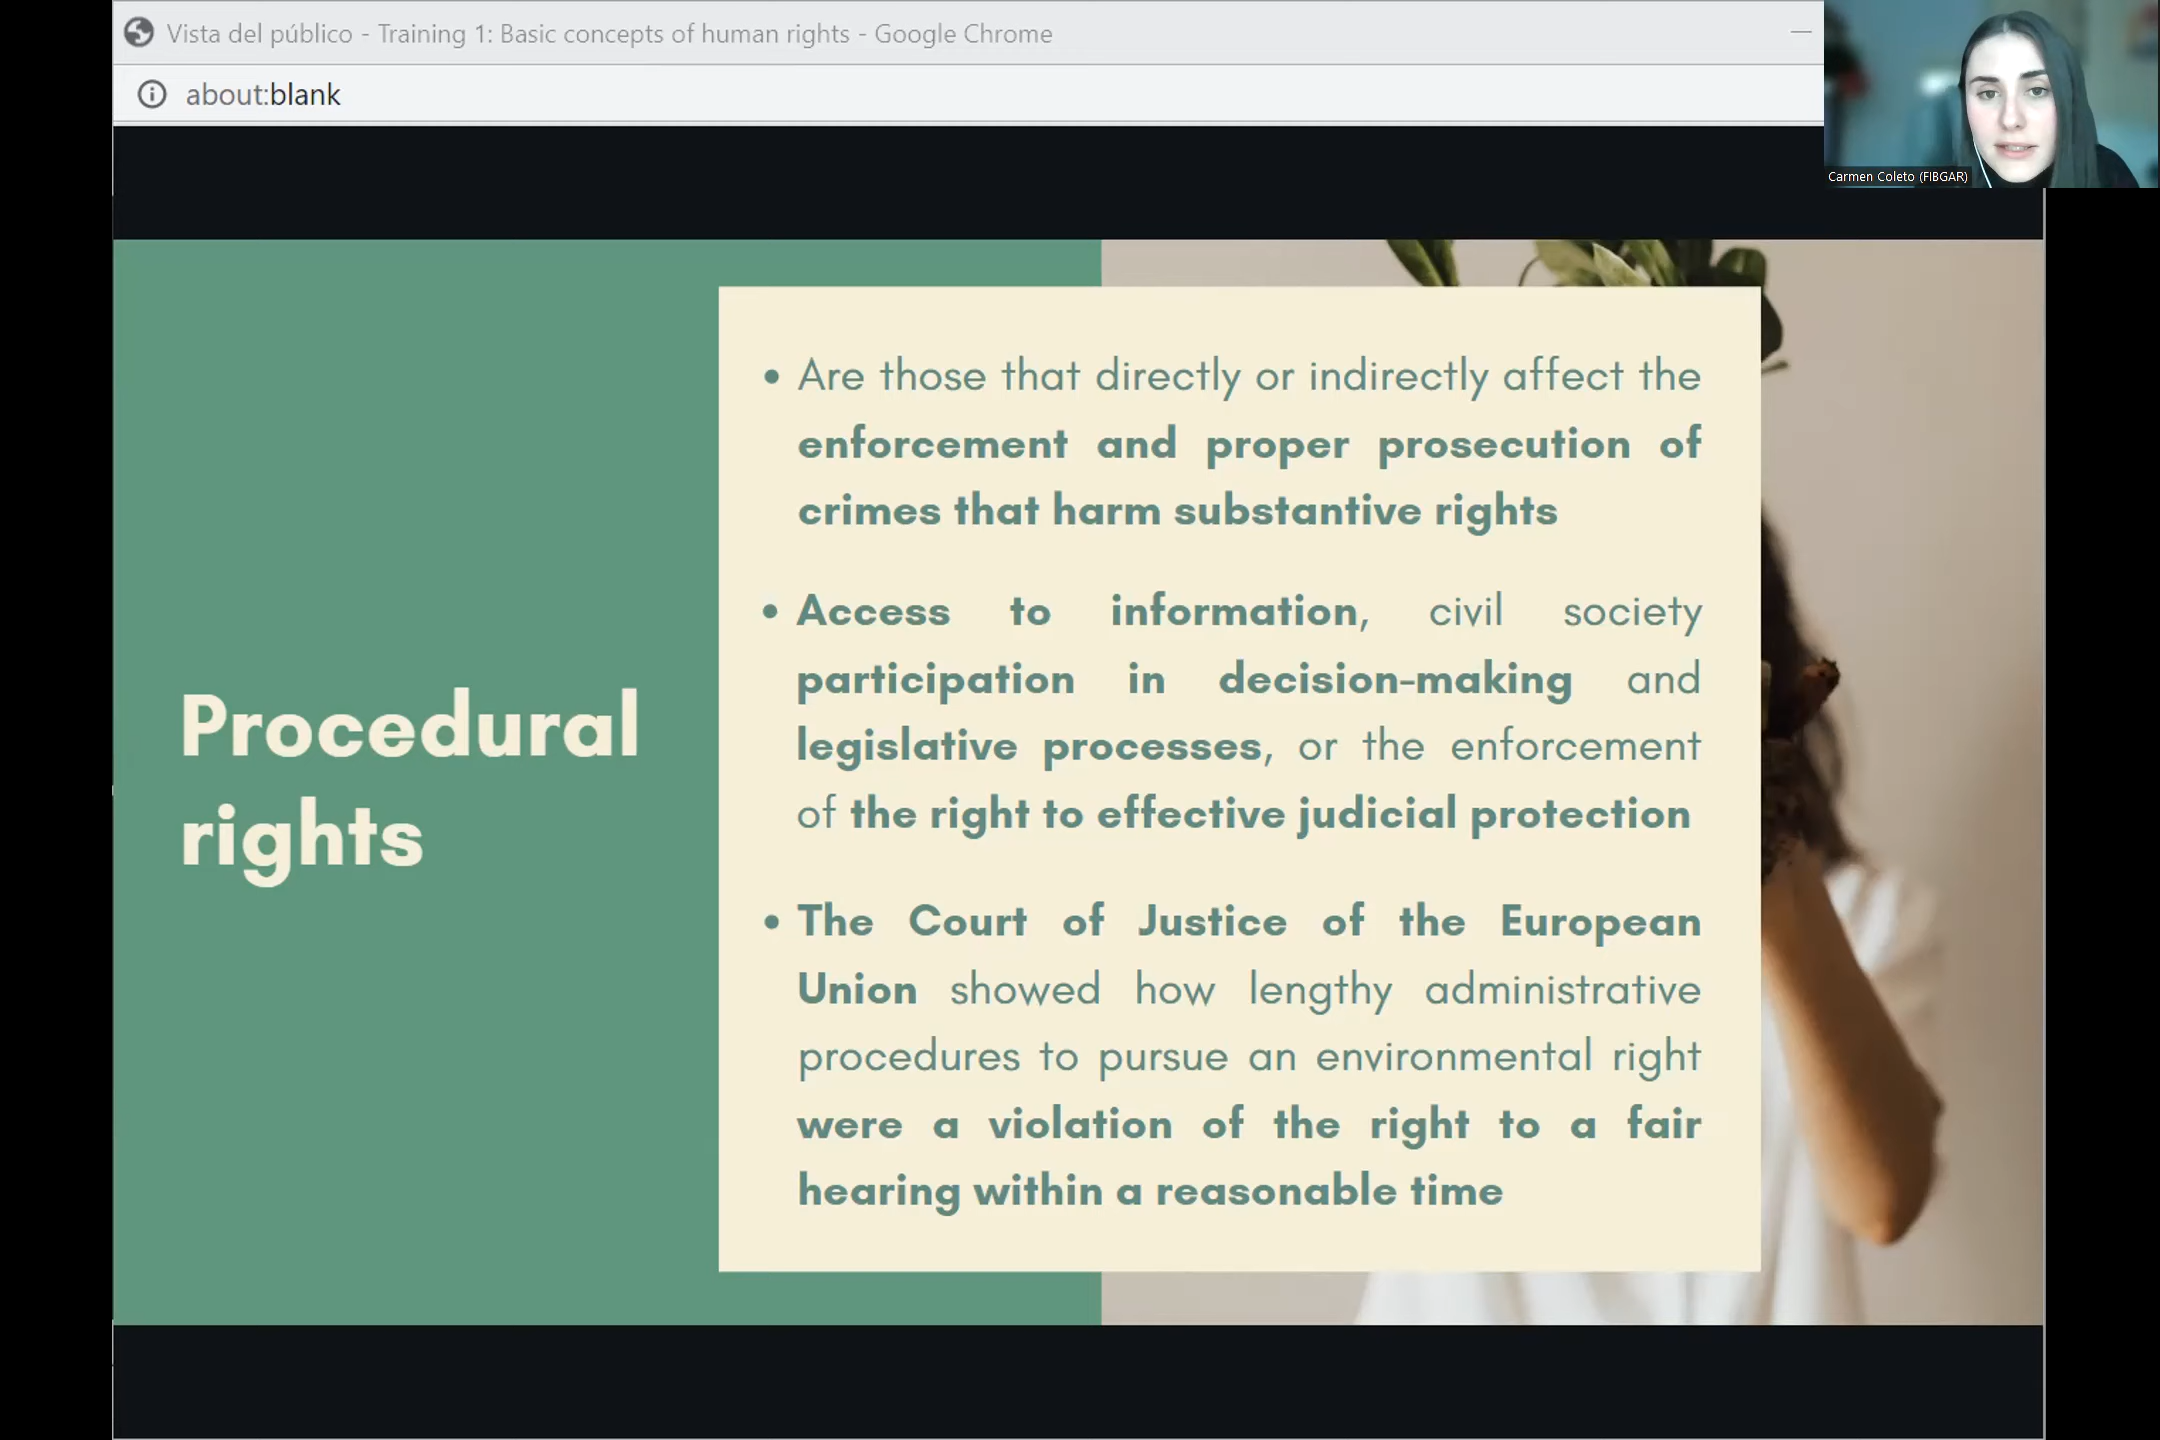 Vista del público - Training 1: Basic concepts of human rights - Google Chrome
about:blank
Carmen Coleto (FIBGAR)
Procedural
rights
• Are those that directly or indirectly affect the
enforcement and proper prosecution of
crimes that harm substantive rights
• Access to information, civil society
participation in decision-making and
legislative processes, or the enforcement
of the right to effective judicial protection
• The Court of Justice of the European
Union showed how lengthy administrative
procedures to pursue an environmental right
were a violation of the right to a fair
hearing within a reasonable time